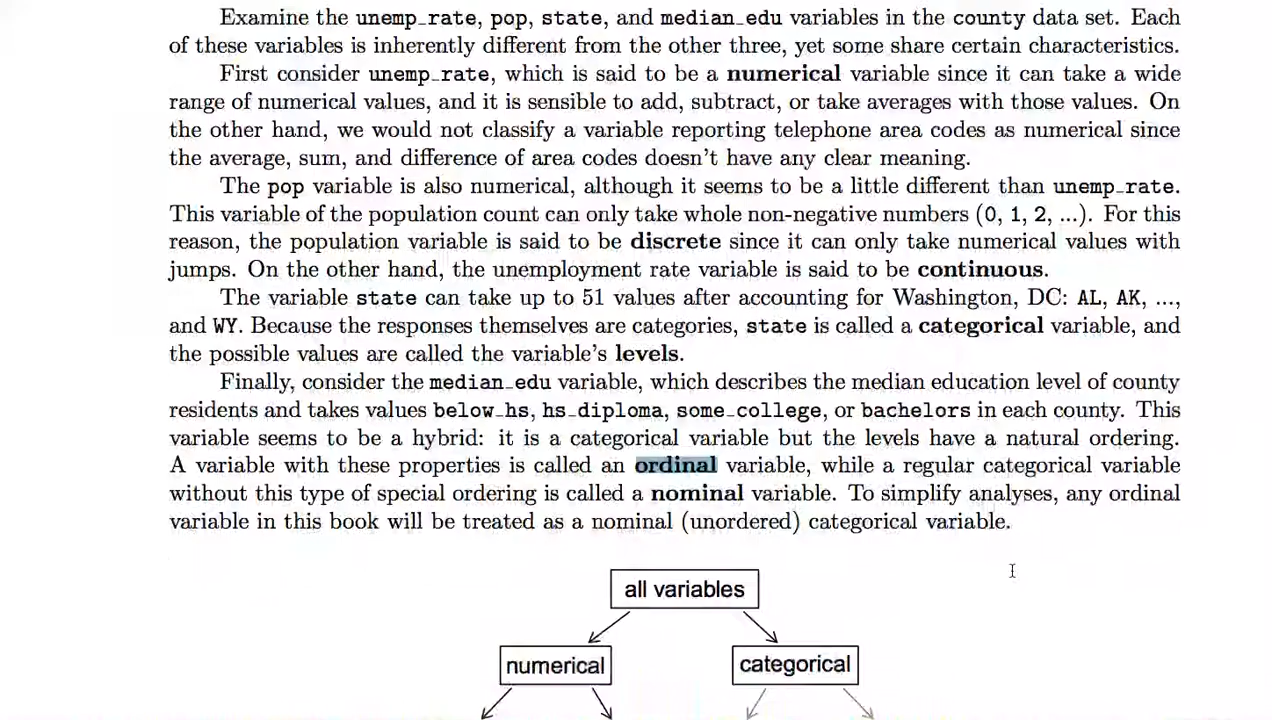 Examine the unemp_rate, pop, state, and median_edu variables in the county data set. Each
of these variables is inherently different from the other three, yet some share certain characteristics.
First consider unemp_rate, which is said to be a numerical variable since it can take a wide
range of numerical values, and it is sensible to add, subtract, or take averages with those values. On
the other hand, we would not classify a variable reporting telephone area codes as numerical since
the average, sum, and difference of area codes doesn't have any clear meaning.
The pop variable is also numerical, although it seems to be a little different than unemp_rate.
This variable of the population count can only take whole non-negative numbers (0, 1, 2, ...). For this
reason, the population variable is said to be discrete since it can only take numerical values with
jumps. On the other hand, the unemployment rate variable is said to be continuous.
The variable state can take up to 51 values after accounting for Washington, DC: AL, AK, ...,
and WY. Because the responses themselves are categories, state is called a categorical variable, and
the possible values are called the variable's levels.
Finally, consider the median_edu variable, which describes the median education level of county
residents and takes values below_hs, hs_diploma, some_college, or bachelors in each county. This
variable seems to be a hybrid: it is a categorical variable but the levels have a natural ordering.
A variable with these properties is called an ordinal variable, while a regular categorical variable
without this type of special ordering is called a nominal variable. To simplify analyses, any ordinal
variable in this book will be treated as a nominal (unordered) categorical variable.
all variables
numerical
categorical